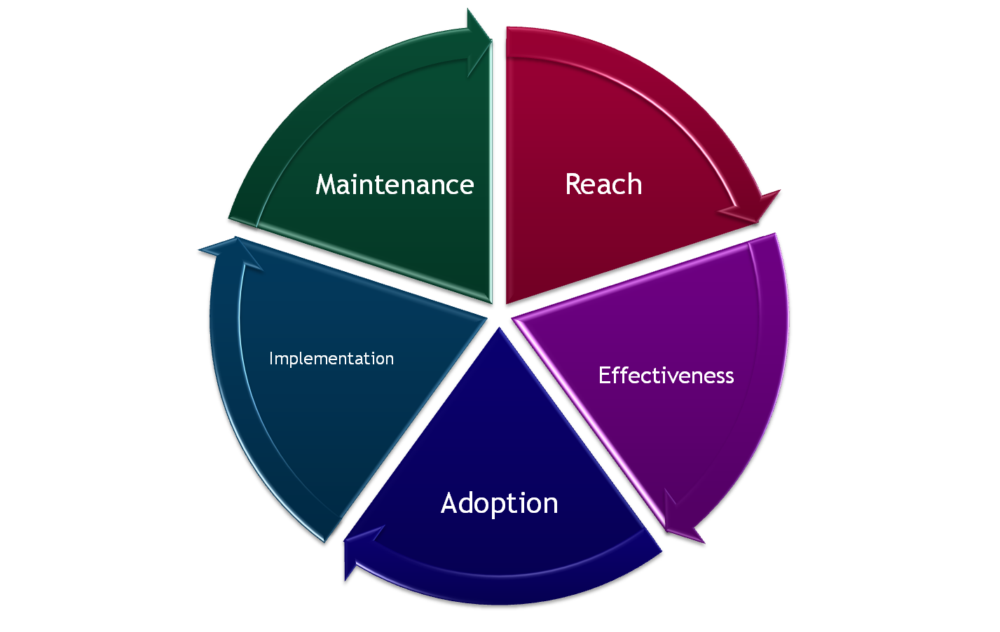 Maintenance
Reach
Implementation
Effectiveness
Adoption